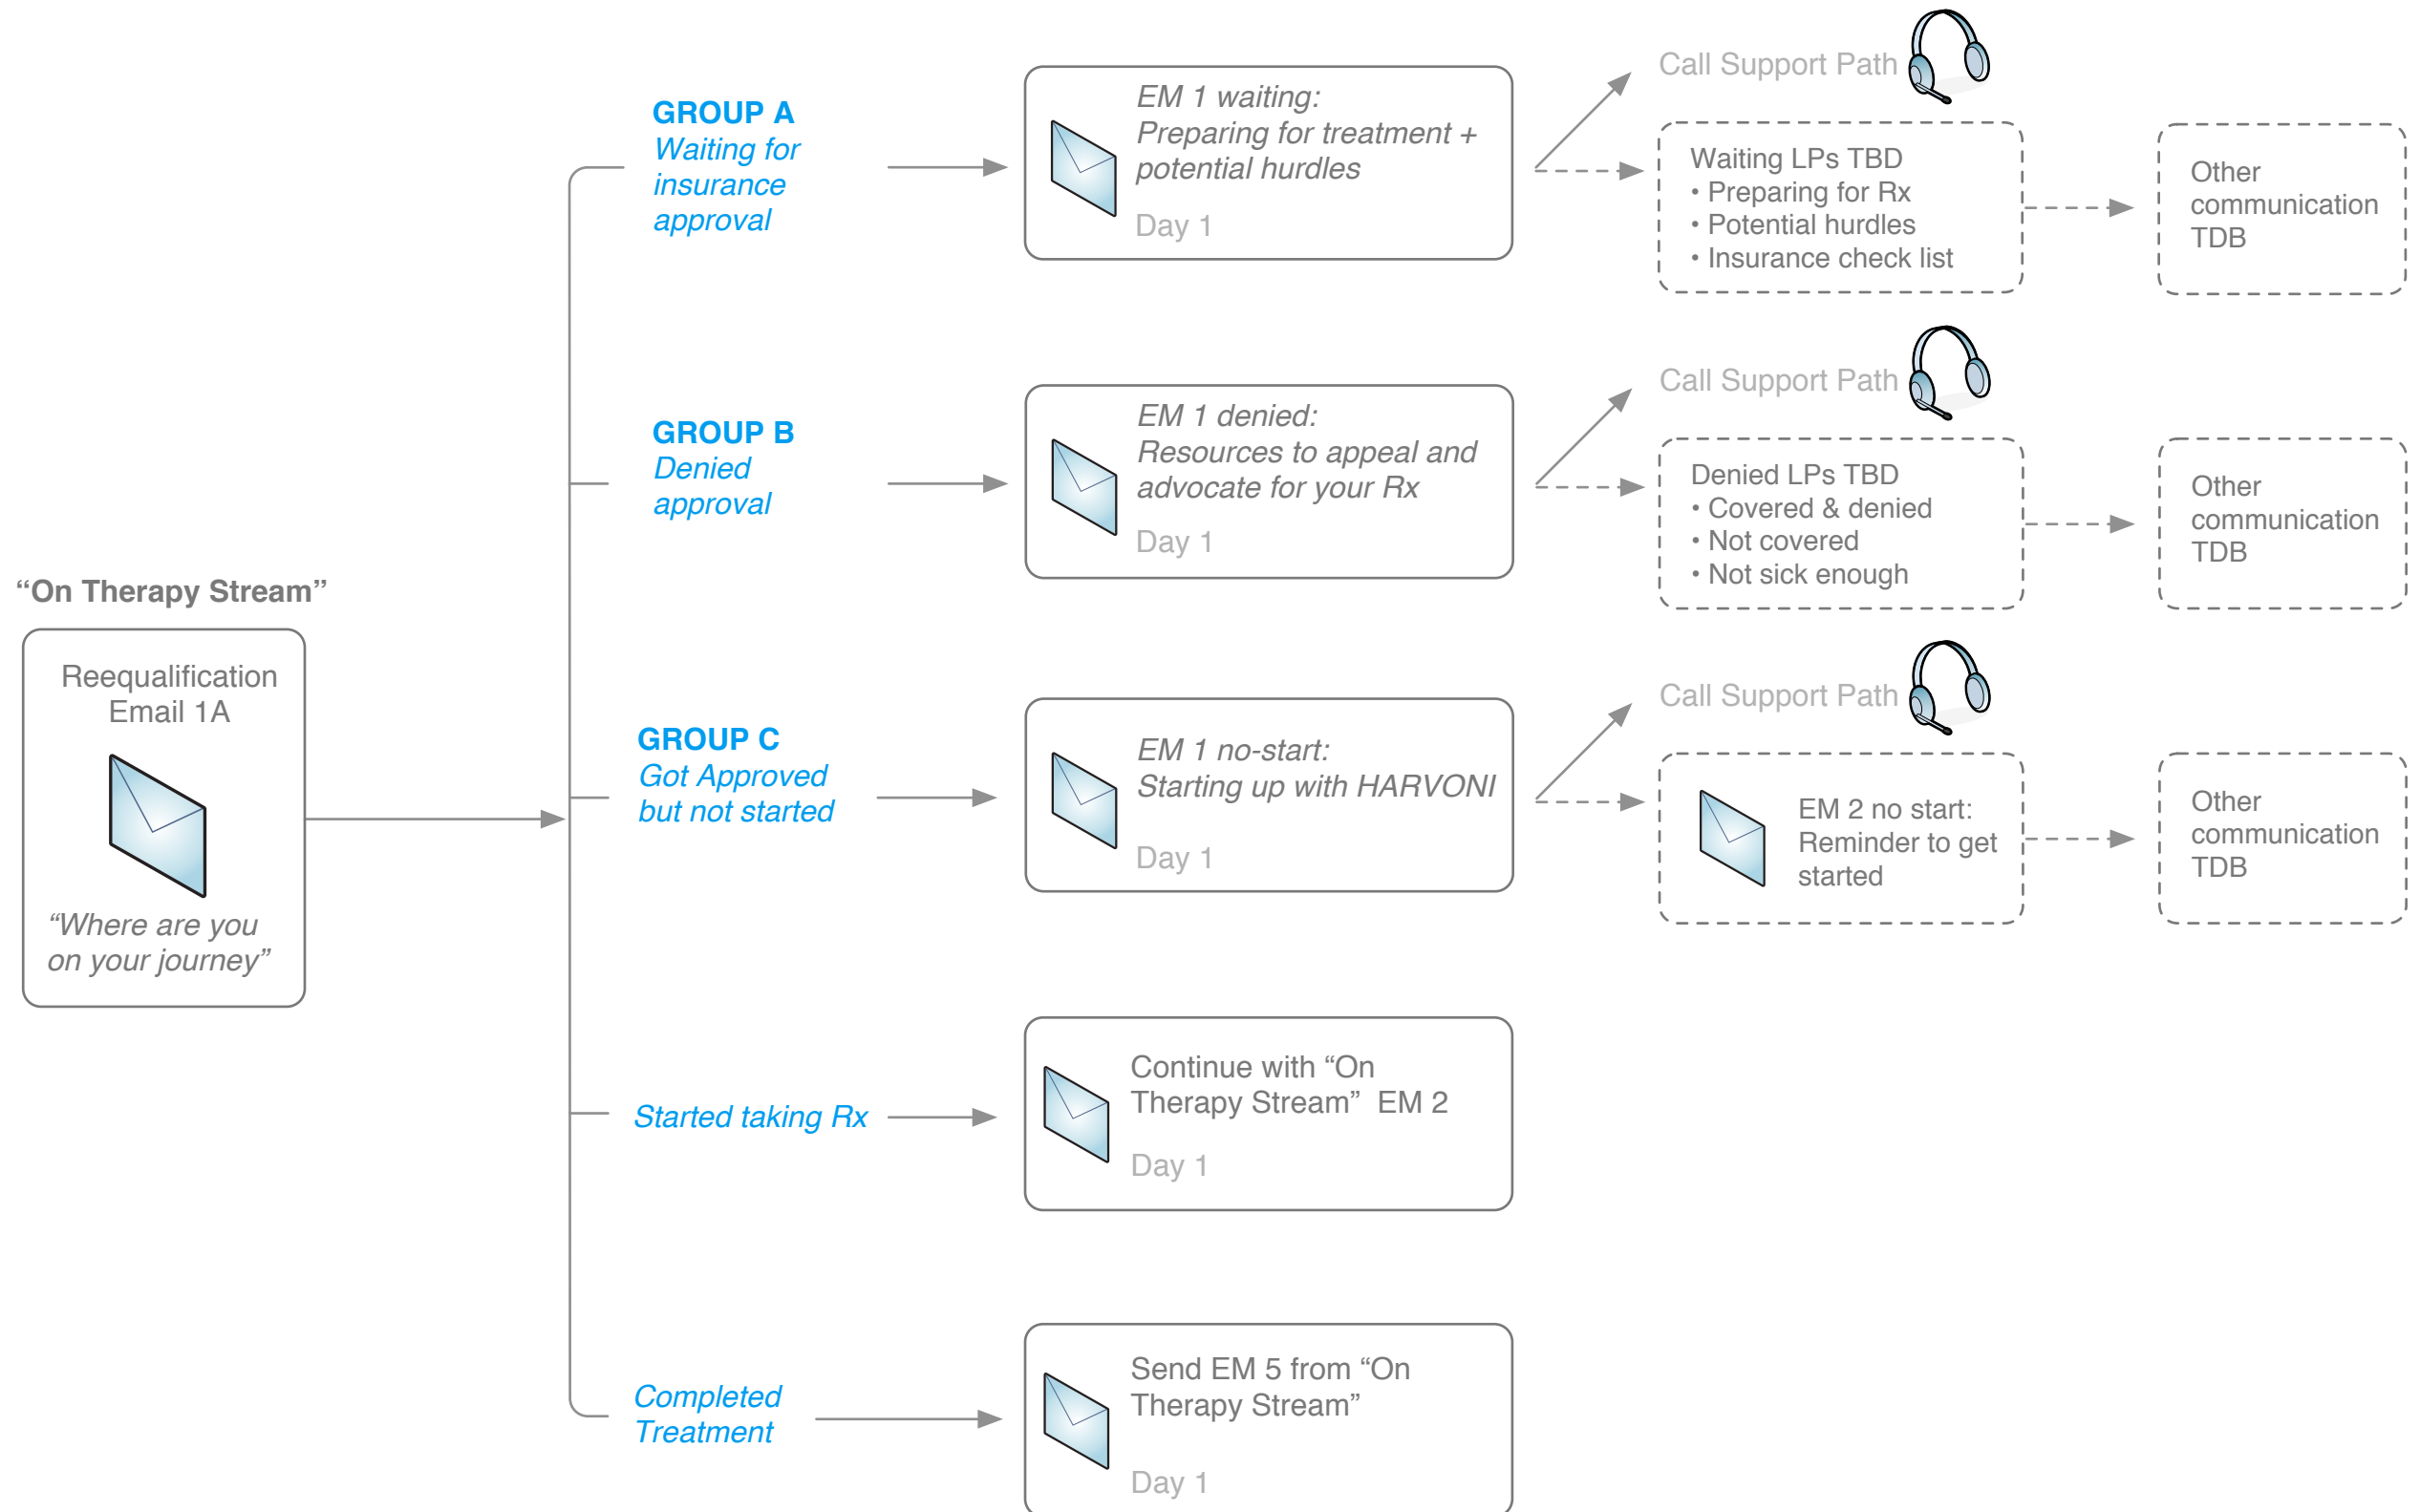 “On Therapy Stream”
Reequalification
Email 1A
“Where are you
on your journey”
GROUP A
Waiting for
insurance
approval
EM 1 waiting:
Preparing for treatment +
potential hurdles
Day 1
Call Support Path
Waiting LPs TBD
• Preparing for Rx
• Potential hurdles
• Insurance check list
Other
communication
TDB
GROUP B
Denied
approval
EM 1 denied:
Resources to appeal and
advocate for your Rx
Day 1
Call Support Path
Denied LPs TBD
• Covered & denied
• Not covered
• Not sick enough
Other
communication
TDB
GROUP C
Got Approved
but not started
EM 1 no-start:
Starting up with HARVONI
Day 1
Call Support Path
EM 2 no start:
Reminder to get
started
Other
communication
TDB
Started taking Rx
Continue with “On
Therapy Stream”  EM 2
Day 1
Completed
Treatment
Send EM 5 from “On
Therapy Stream”
Day 1